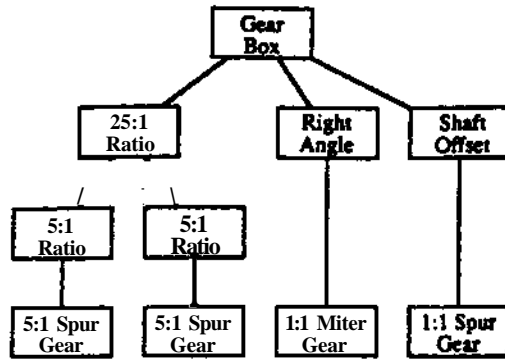 Gear
Box
25:1
Ratio
Right
Angle
Shaft
Offset
5:1
Ratio
5:1
Ratio
5:1 Spur
Gear
5:1 Spur
Gear
1:1 Miter
Gear
1:1 Spur
Gear